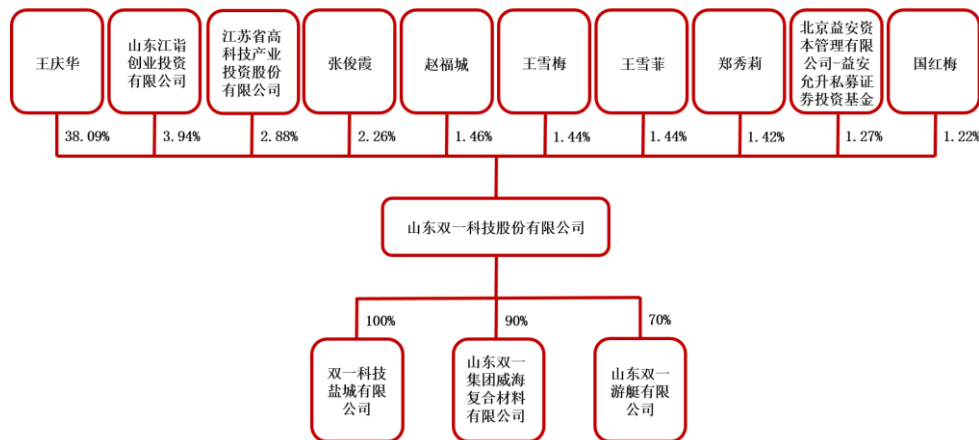 王庆华
山东江诣
创业投资
有限公司
江苏省高
科技产业
投资股份
有限公司
张俊霞
赵福城
王雪梅
王雪菲
郑秀莉
北京益安资
本管理有限
公司-益安
允升私募证
券投资基金
国红梅
38.09%
3.94%
2.88%
2.26%
1.46%
1.44%
1.44%
1.42%
1.27%
1.22%
山东双一科技股份有限公司
100%
90%
70%
双一科技
盐城有限
公司
山东双一
集团威海
复合材料
有限公司
山东双一
游艇有限
公司